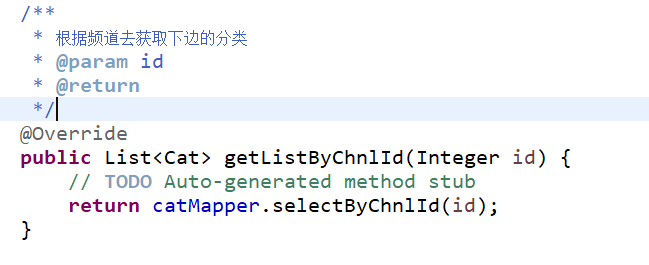 /**
 * 根据频道去获取下边的分类
 * @param id
 * @return
 */
@Override
public List<Cat> getListByChnlId(Integer id) {
    // TODO Auto-generated method stub
    return catMapper.selectByChnlId(id);
}